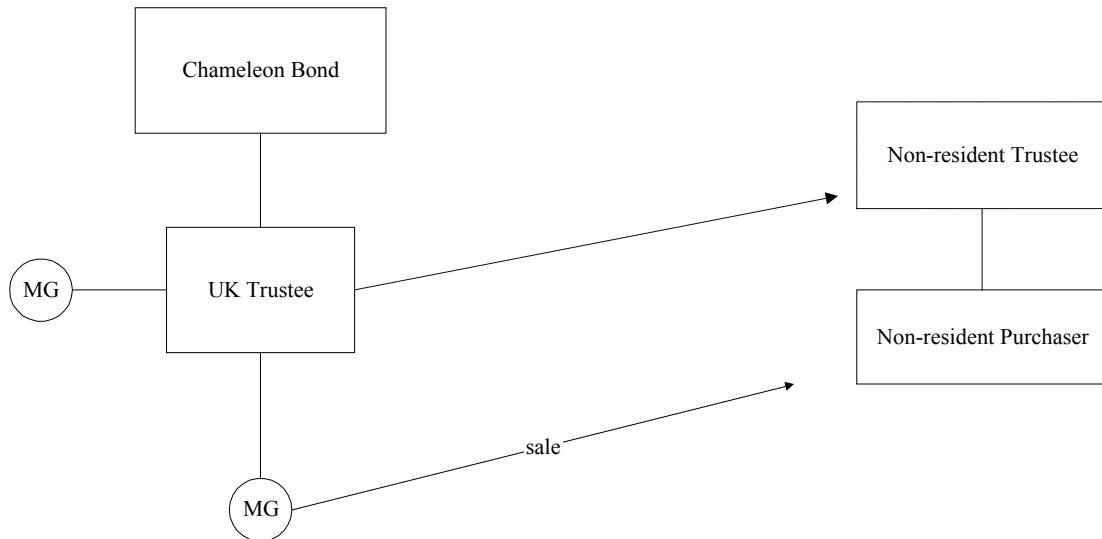 Chameleon Bond
Non-resident Trustee
MG
UK Trustee
Non-resident Purchaser
sale
MG